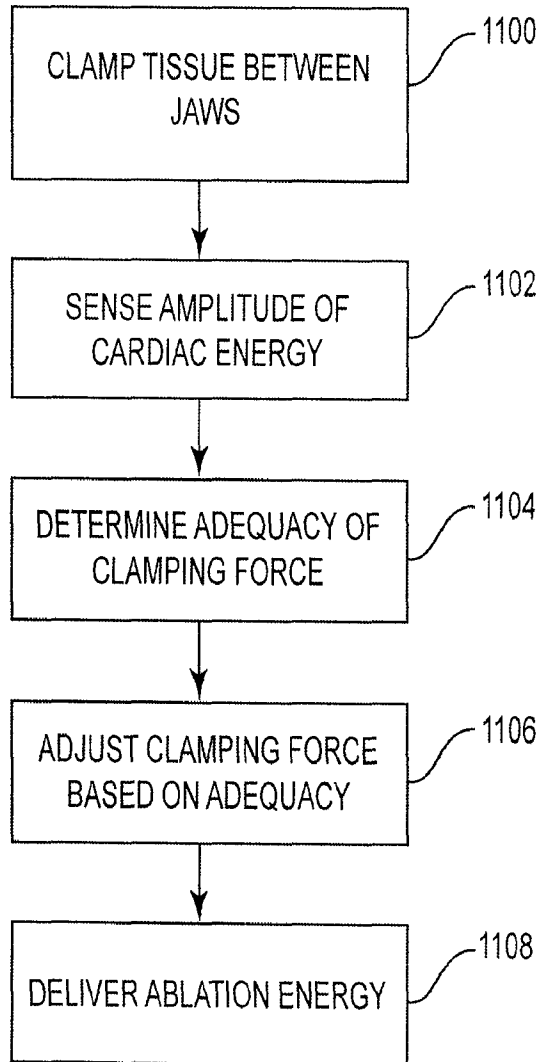 CLAMP TISSUE BETWEEN
JAWS
1100
SENSE AMPLITUDE OF
CARDIAC ENERGY
1102
DETERMINE ADEQUACY OF
CLAMPING FORCE
1104
ADJUST CLAMPING FORCE
BASED ON ADEQUACY
1106
DELIVER ABLATION ENERGY
1108